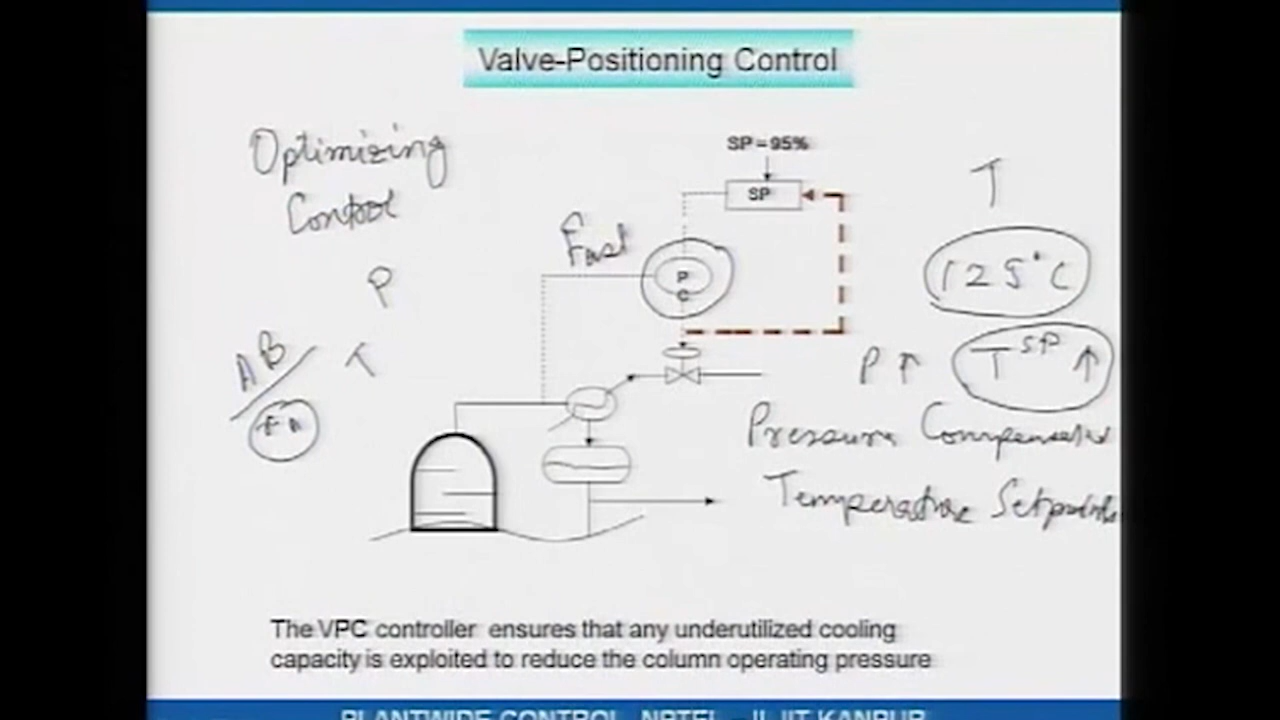 Valve-Positioning Control
Optimizing
Control
SP = 95%
SP
Fast
P
C
T
125°C
P
T
AB
P ↑ T SP ↑
Pressure Compensated
Temperature Setpoints
The VPC controller ensures that any underutilized cooling
capacity is exploited to reduce the column operating pressure